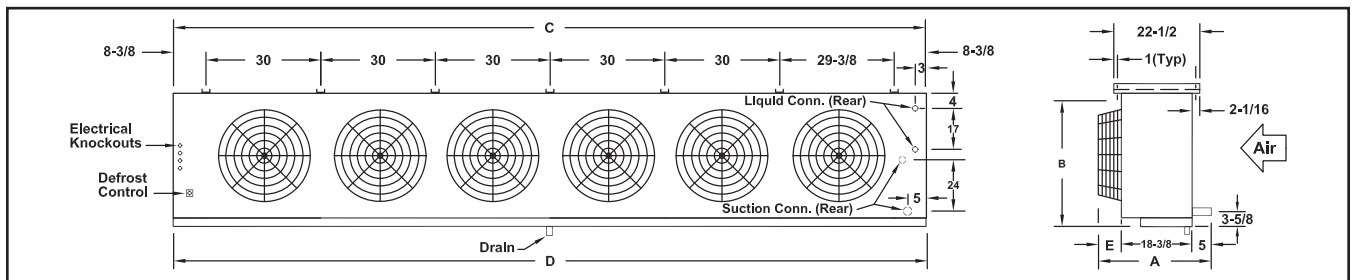 C
22-1/2
8-3/8
8-3/8
30
30
30
30
30
29-3/8
3
1(Typ)
4
LIquid Conn. (Rear)
2-1/16
Electrical
Knockouts
17
B
Air
Defrost
Control
24
5
Suction Conn. (Rear)
3-5/8
DraIn
E
18-3/8
5
D
A